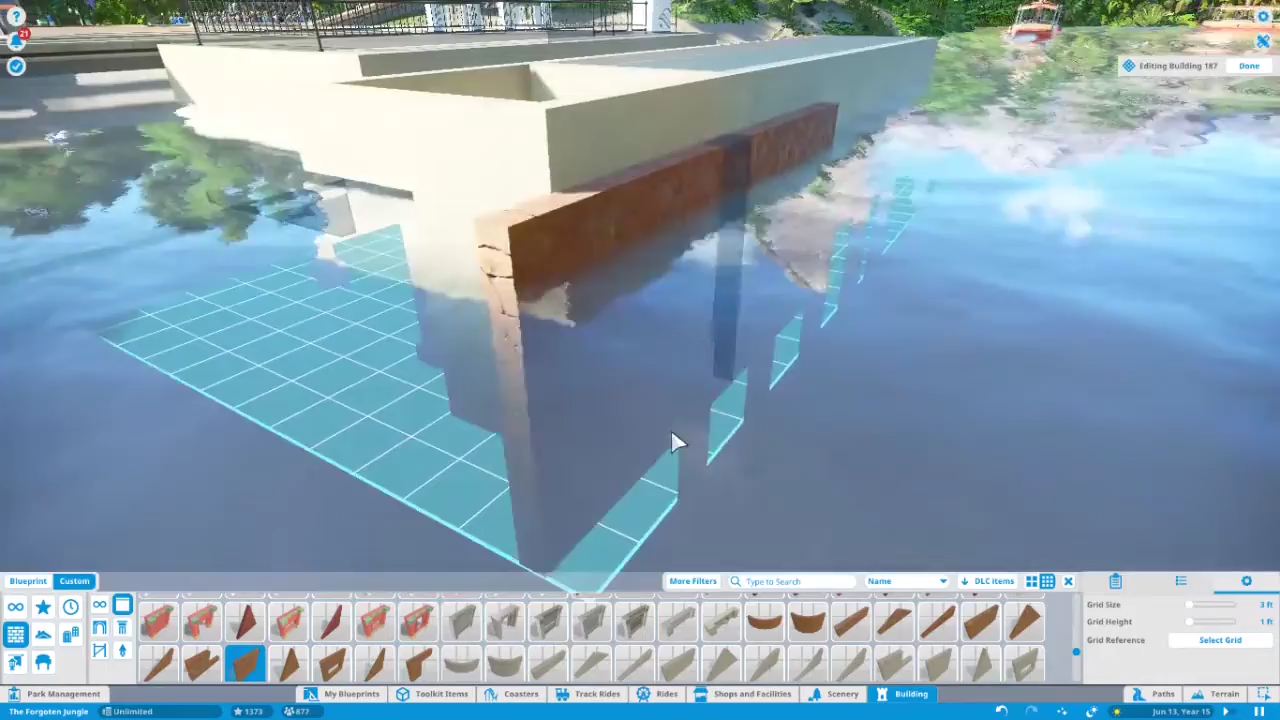 21
Editing Building 187
Done
Blueprint
Custom
More Filters
Type to Search
Name
DLC Items
Grid Size
3 ft
Grid Height
1 ft
Grid Reference
Select Grid
Park Management
My Blueprints
Toolkit Items
Coasters
Track Rides
Rides
Shops and Facilities
Scenery
Building
Paths
Terrain
The Forgoten Jungle
Unlimited
1373
877
Jun 13, Year 15